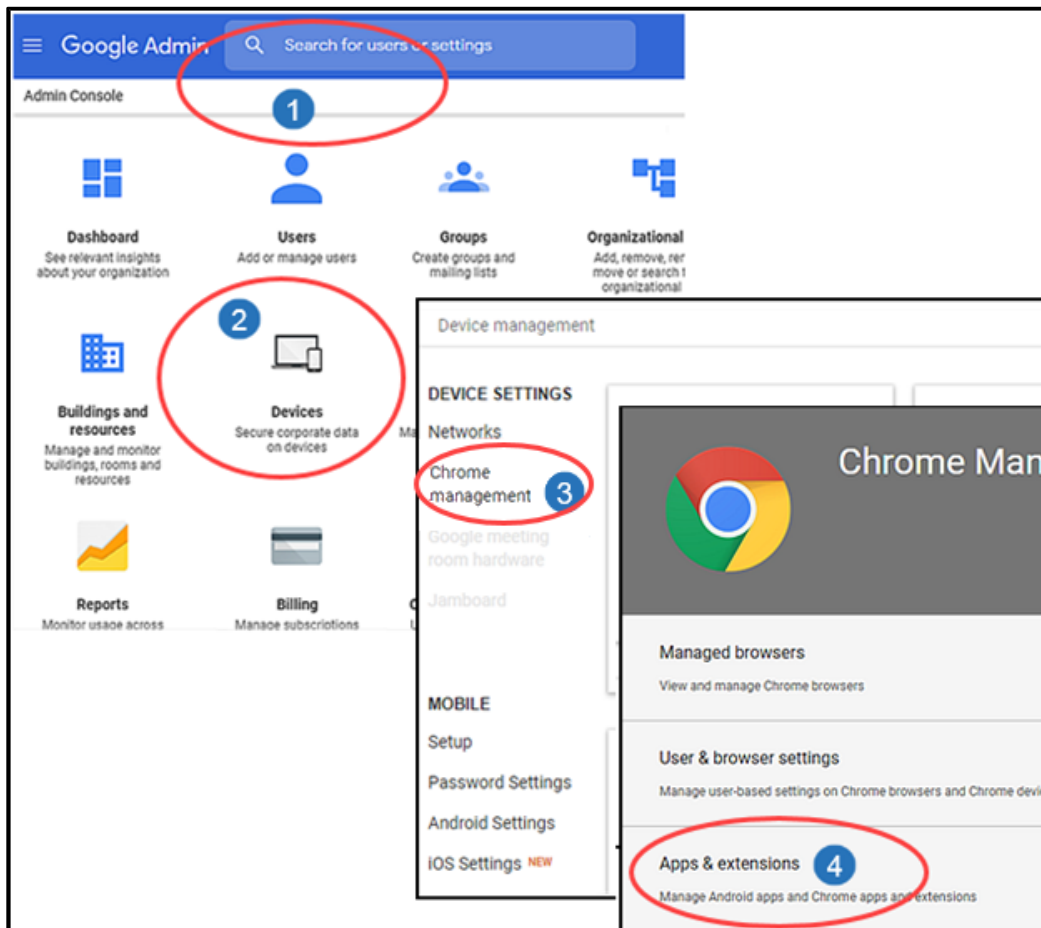 Google Admin
Search for users or settings
Admin Console
1
Dashboard
See relevant insights
about your organization
Users
Add or manage users
Groups
Create groups and
mailing lists
Organizational
Add, remove, rer
move or search t
organizational
2
Buildings and
resources
Manage and monitor
buildings, rooms and
resources
Devices
Secure corporate data
on devices
Ma
Reports
Monitor usage across
Billing
Manage subscriptions
Device management
DEVICE SETTINGS
Networks
Chrome
management
3
Google meeting
room hardware
Jamboard
MOBILE
Setup
Password Settings
Android Settings
iOS Settings NEW
Chrome Man
Managed browsers
View and manage Chrome browsers
User & browser settings
Manage user-based settings on Chrome browsers and Chrome devi
Apps & extensions
4
Manage Android apps and Chrome apps and extensions